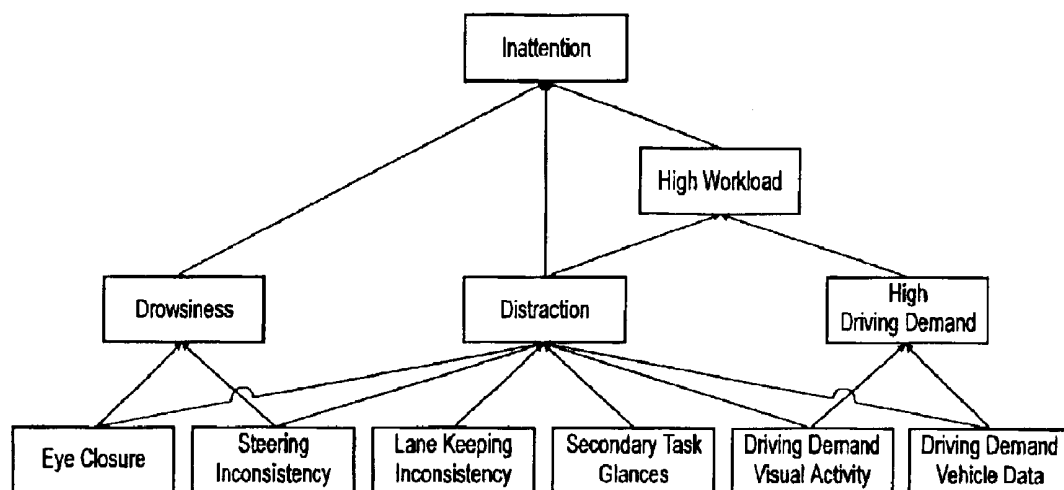 Inattention
High Workload
Drowsiness
Distraction
High
Driving Demand
Eye Closure
Steering
Inconsistency
Lane Keeping
Inconsistency
Secondary Task
Glances
Driving Demand
Visual Activity
Driving Demand
Vehicle Data